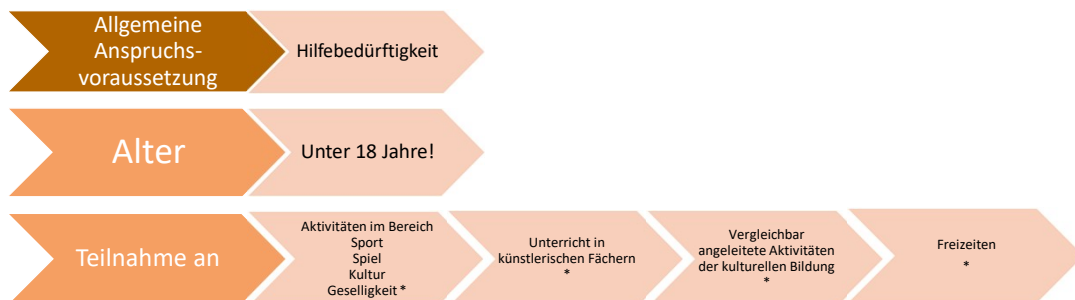 Allgemeine
Anspruchs-
voraussetzung
Hilfebedürftigkeit
Alter
Unter 18 Jahre!
Teilnahme an
Aktivitäten im Bereich
Sport
Spiel
Kultur
Geselligkeit *
Unterricht in
künstlerischen Fächern
*
Vergleichbar
angeleitete Aktivitäten
der kulturellen Bildung
*
Freizeiten
*